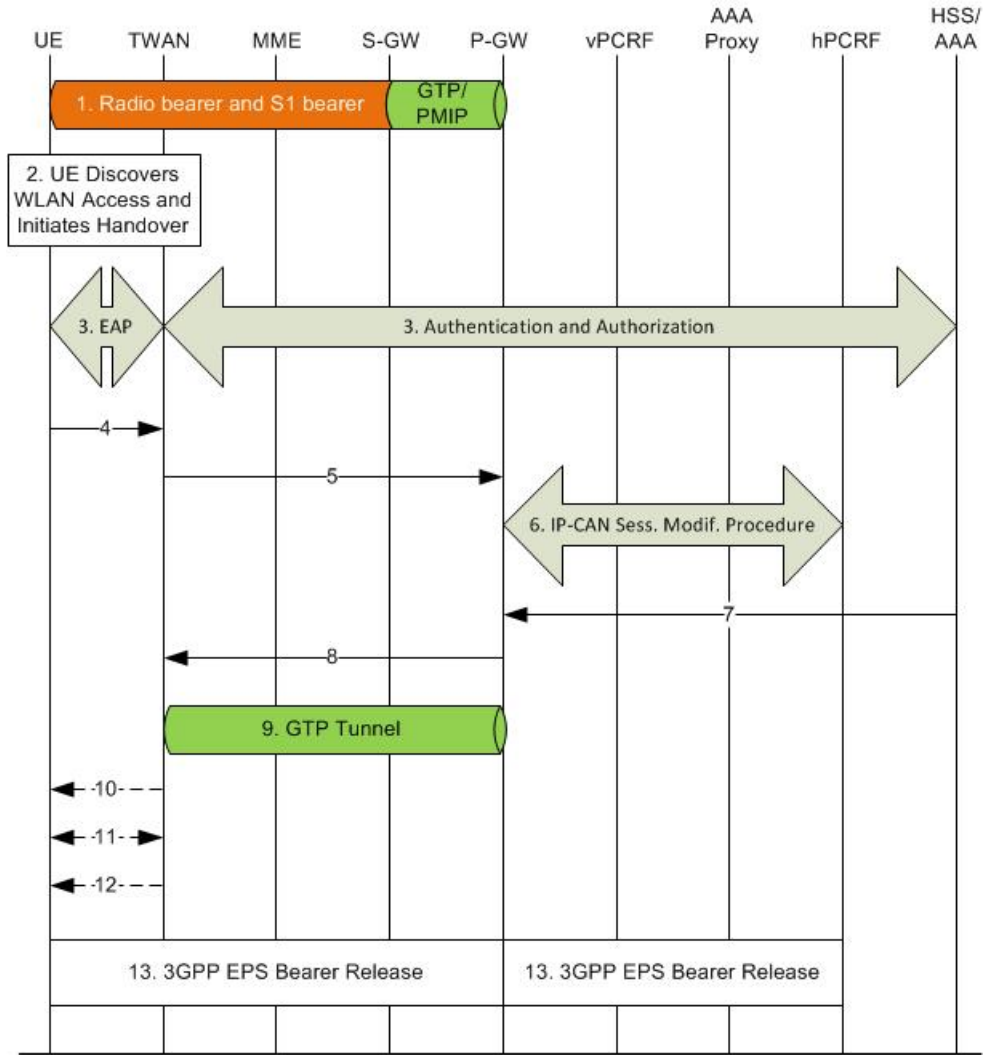 UE
TWAN
MME
S-GW
P-GW
vPCRF
AAA
Proxy
hPCRF
HSS/
AAA
1. Radio bearer and S1 bearer
GTP/
PMIP
2. UE Discovers
WLAN Access and
Initiates Handover
3. EAP
3. Authentication and Authorization
4
5
6. IP-CAN Sess. Modif. Procedure
7
8
9. GTP Tunnel
10
11
12
13. 3GPP EPS Bearer Release
13. 3GPP EPS Bearer Release